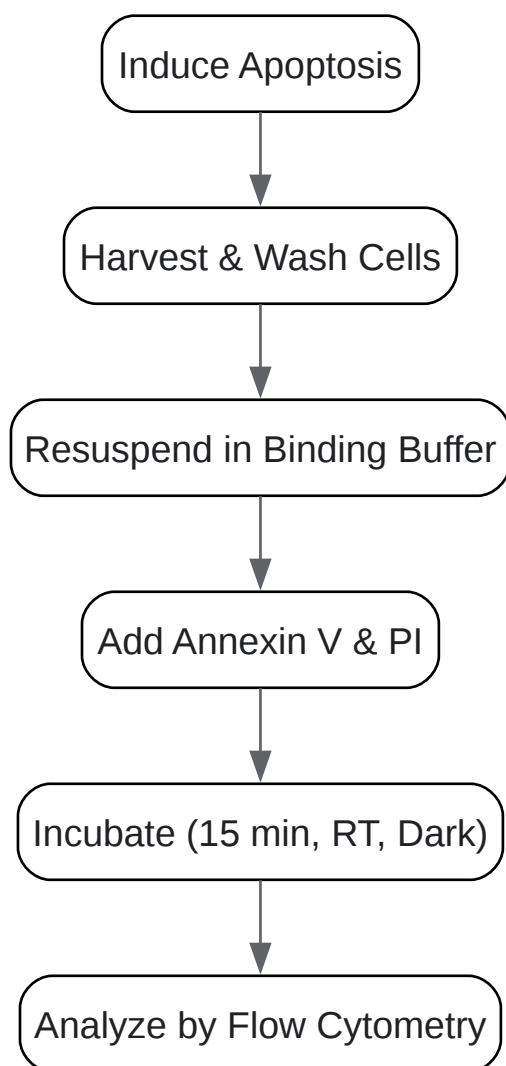 Induce Apoptosis
Harvest & Wash Cells
Resuspend in Binding Buffer
Add Annexin V & PI
Incubate (15 min, RT, Dark)
Analyze by Flow Cytometry